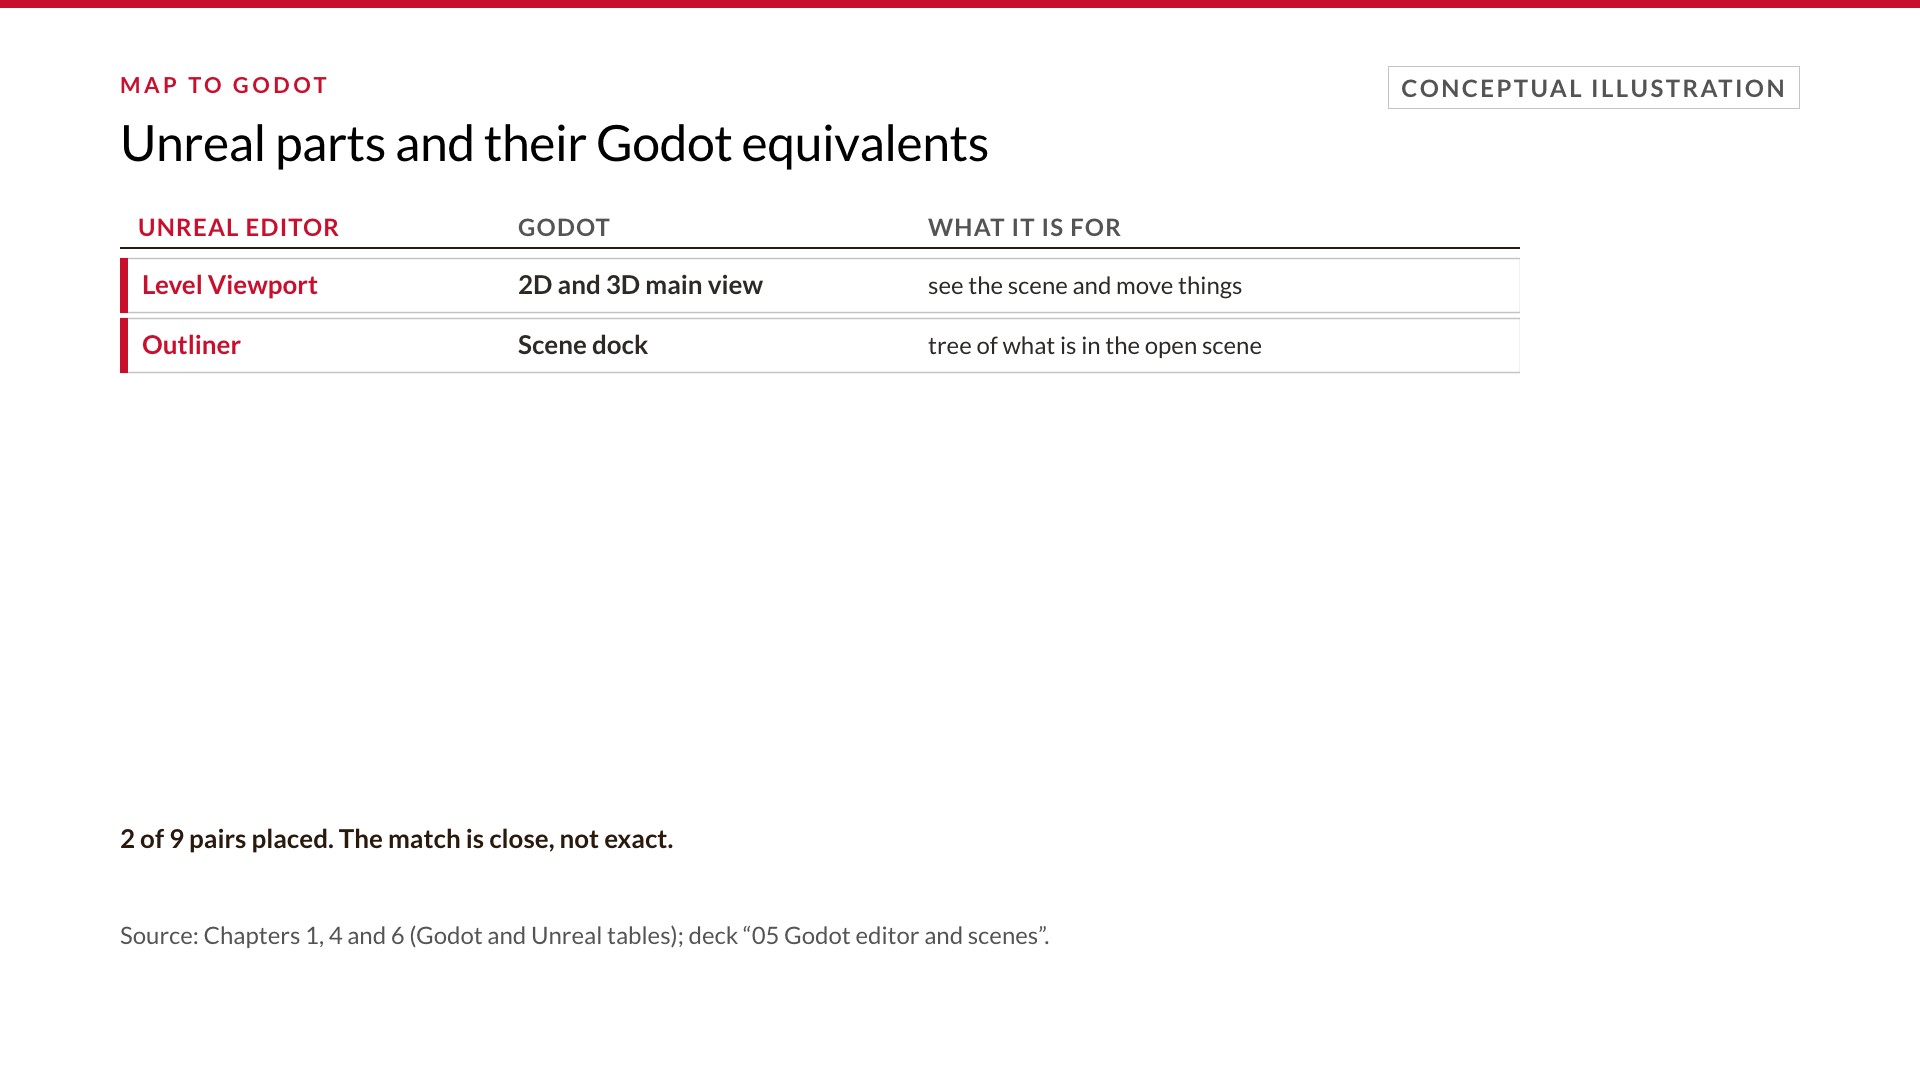 MAP TO GODOT
CONCEPTUAL ILLUSTRATION
Unreal parts and their Godot equivalents
UNREAL EDITOR GODOT WHAT IT IS FOR
Level Viewport 2D and 3D main view see the scene and move things
Outliner Scene dock tree of what is in the open scene
2 of 9 pairs placed. The match is close, not exact.
Source: Chapters 1, 4 and 6 (Godot and Unreal tables); deck “05 Godot editor and scenes”.